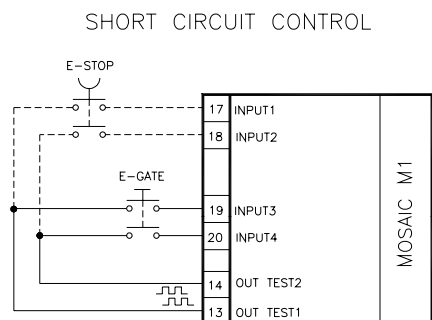 SHORT CIRCUIT CONTROL
E-STOP
17 INPUT1
18 INPUT2
E-GATE
19 INPUT3
20 INPUT4
14 OUT TEST2
13 OUT TEST1
MOSAIC M1